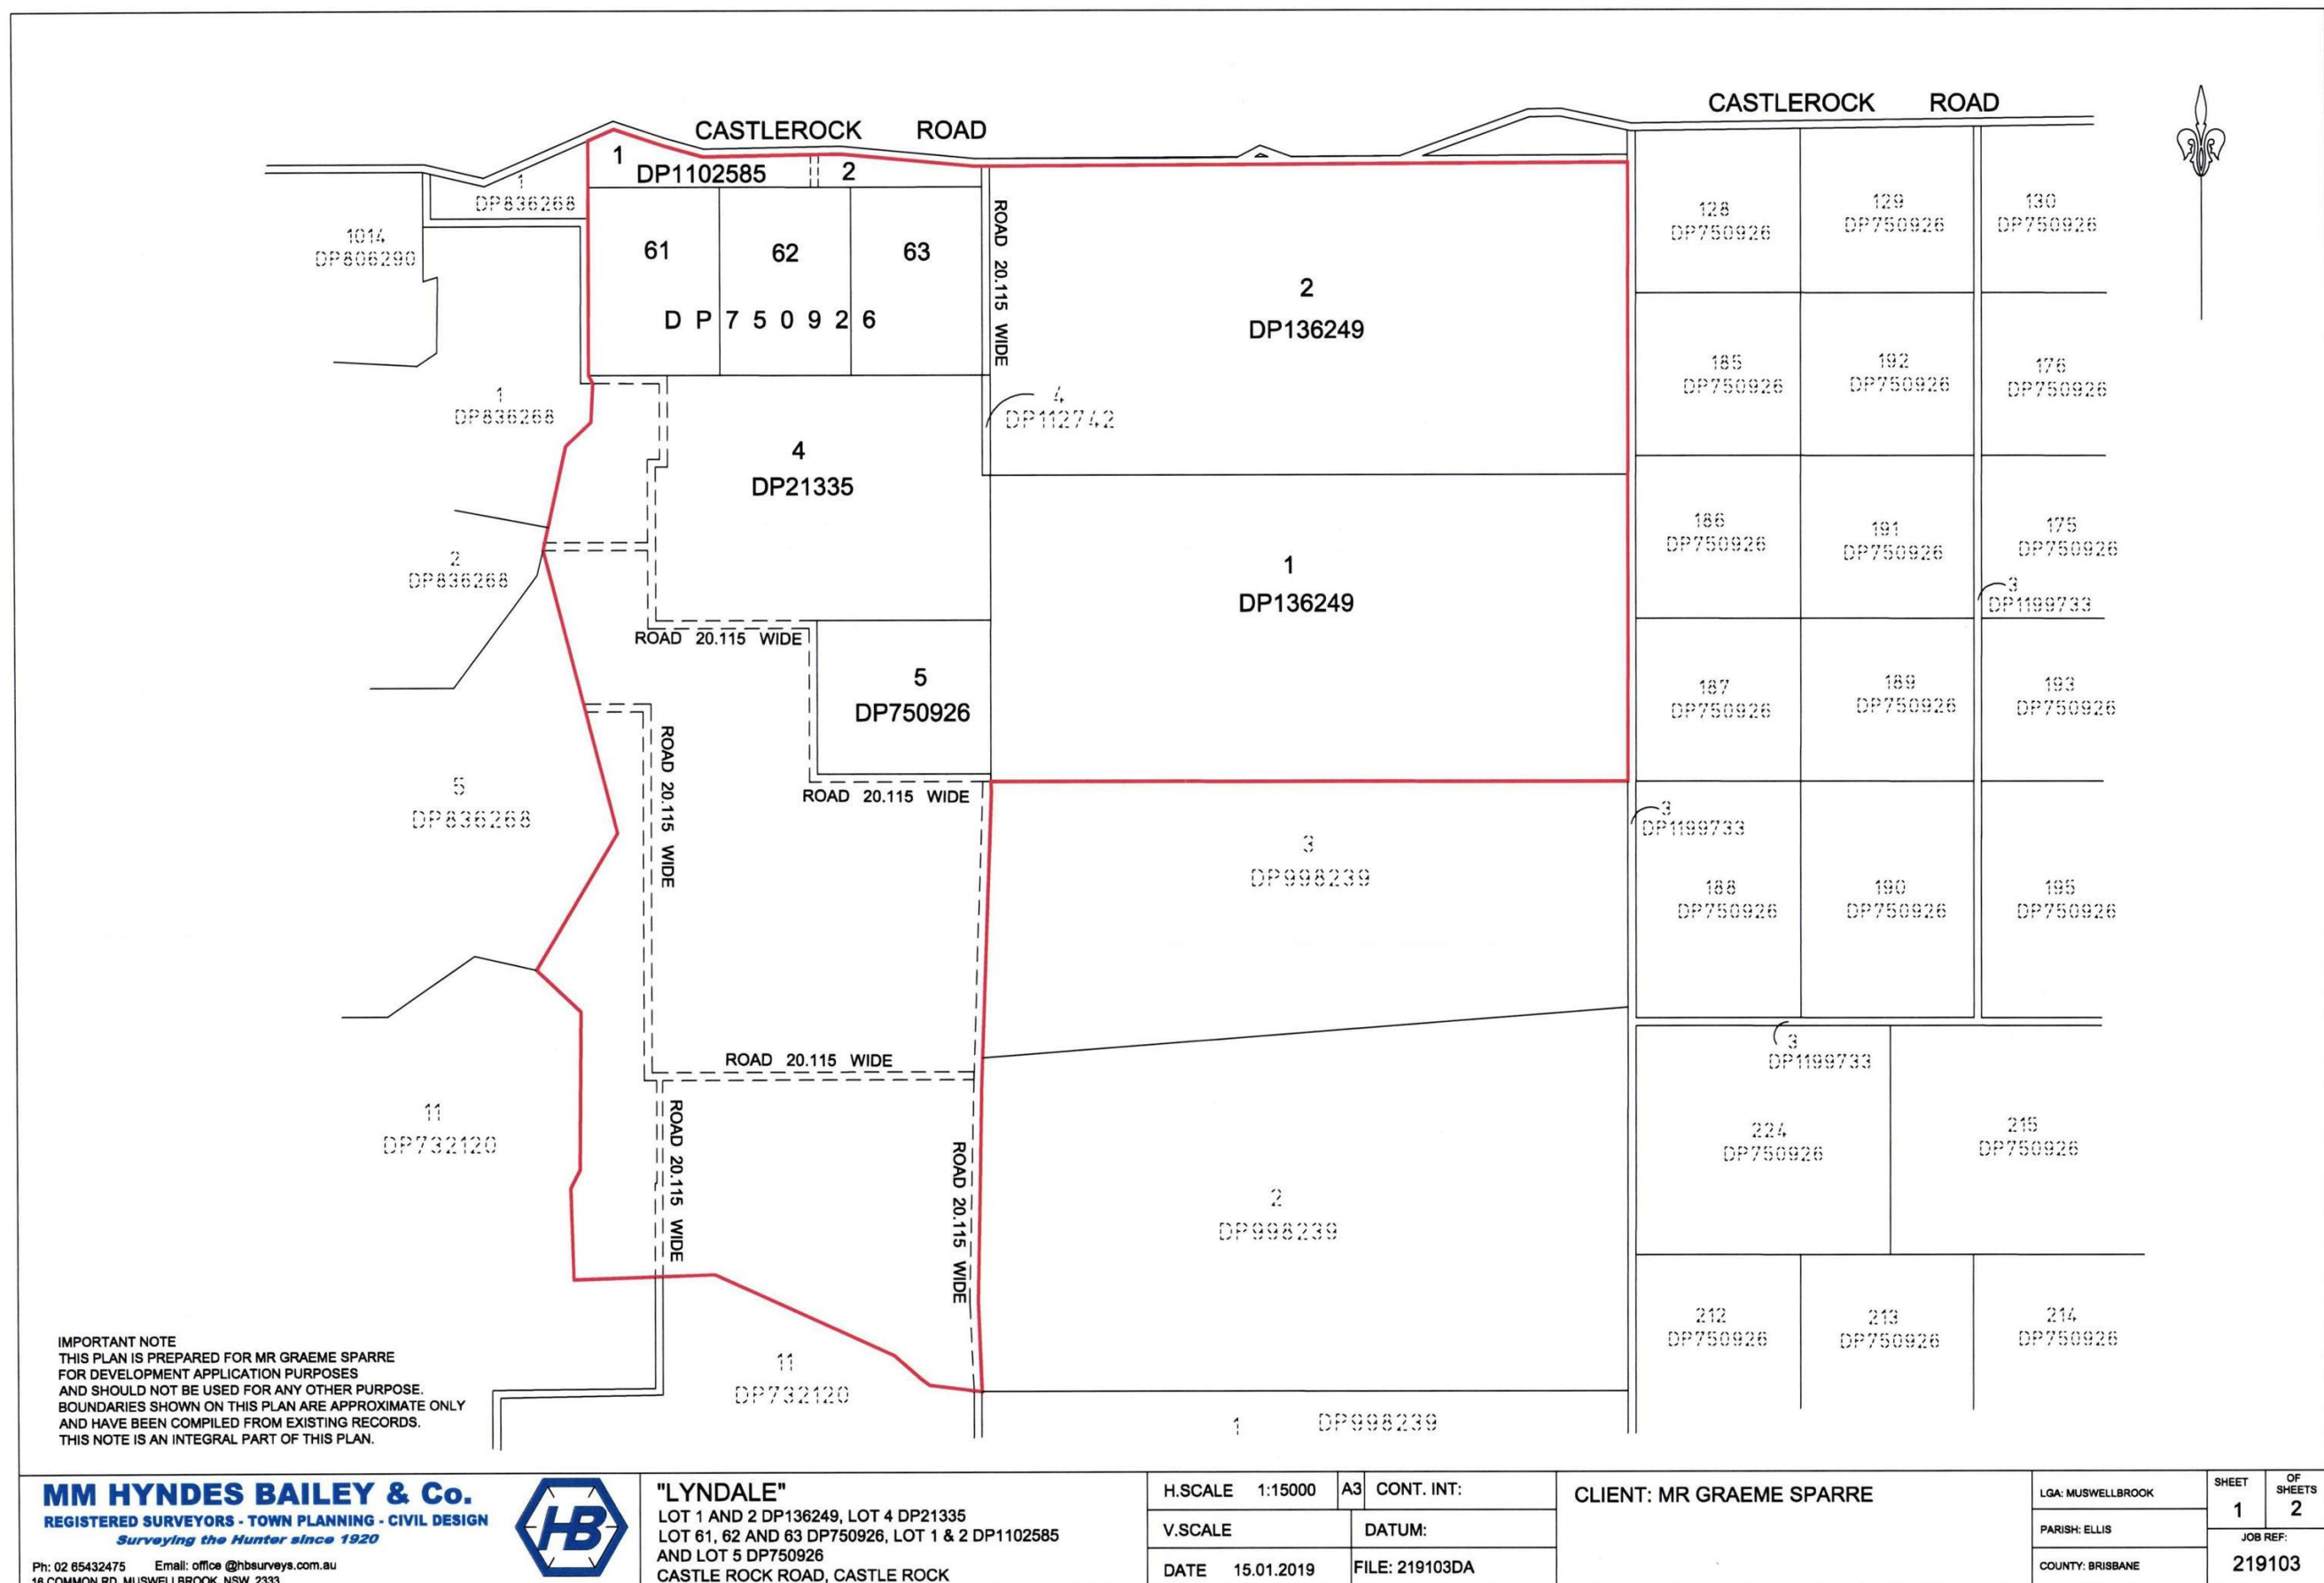 CASTLEROCK ROAD
CASTLEROCK ROAD
1
DP1102585
2
1
DP836268
1014
DP806290
61
62
63
DP750926
ROAD 20.115 WIDE
2
DP136249
128
DP750926
129
DP750926
130
DP750926
185
DP750926
192
DP750926
176
DP750926
1
DP836268
4
DP112742
4
DP21335
186
DP750926
191
DP750926
175
DP750926
2
DP836268
1
DP136249
3
DP1199733
ROAD 20.115 WIDE
5
DP750926
187
DP750926
189
DP750926
193
DP750926
ROAD 20.115 WIDE
ROAD 20.115 WIDE
5
DP836268
3
DP998239
3
DP1199733
188
DP750926
190
DP750926
195
DP750926
ROAD 20.115 WIDE
3
DP1199733
11
DP732120
ROAD 20.115 WIDE
ROAD 20.115 WIDE
2
DP998239
224
DP750926
215
DP750926
212
DP750926
213
DP750926
214
DP750926
11
DP732120
1 DP998239
IMPORTANT NOTE
THIS PLAN IS PREPARED FOR MR GRAEME SPARRE
FOR DEVELOPMENT APPLICATION PURPOSES
AND SHOULD NOT BE USED FOR ANY OTHER PURPOSE.
BOUNDARIES SHOWN ON THIS PLAN ARE APPROXIMATE ONLY
AND HAVE BEEN COMPILED FROM EXISTING RECORDS.
THIS NOTE IS AN INTEGRAL PART OF THIS PLAN.
MM HYNDES BAILEY & Co.
REGISTERED SURVEYORS - TOWN PLANNING - CIVIL DESIGN
Surveying the Hunter since 1920
Ph: 02 65432475 Email: office @hbsurveys.com.au
16 COMMON RD, MUSWELLBROOK, NSW, 2333
HB
"LYNDALE"
LOT 1 AND 2 DP136249, LOT 4 DP21335
LOT 61, 62 AND 63 DP750926, LOT 1 & 2 DP1102585
AND LOT 5 DP750926
CASTLE ROCK ROAD, CASTLE ROCK
H.SCALE 1:15000 A3 CONT. INT:
V.SCALE DATUM:
DATE 15.01.2019 FILE: 219103DA
CLIENT: MR GRAEME SPARRE
LGA: MUSWELLBROOK
PARISH: ELLIS
COUNTY: BRISBANE
SHEET
1
OF
SHEETS
2
JOB REF:
219103